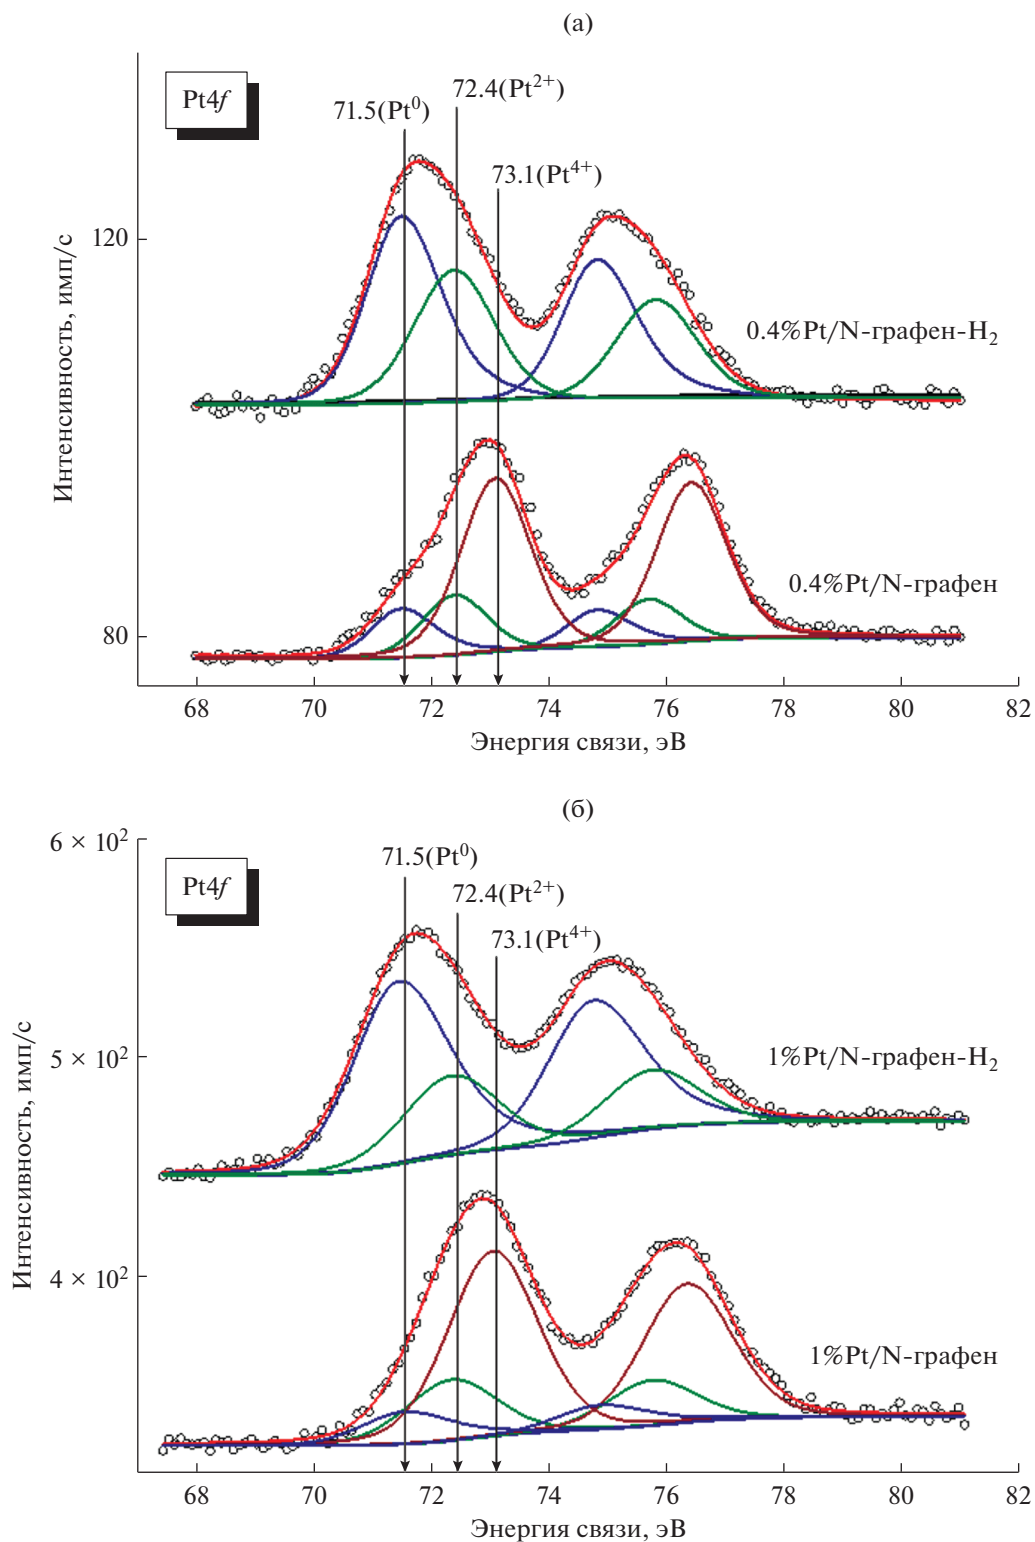 (а)
Pt4f
72.4(Pt²⁺)
71.5(Pt⁰)
73.1(Pt⁴⁺)
120
0.4%Pt/N-графен-H₂
Интенсивность, имп/с
0.4%Pt/N-графен
80
68 70 72 74 76 78 80 82
Энергия связи, эВ
(б)
6 × 10²
71.5(Pt⁰)
Pt4f
72.4(Pt²⁺)
73.1(Pt⁴⁺)
5 × 10²
1%Pt/N-графен-H₂
Интенсивность, имп/с
4 × 10²
1%Pt/N-графен
68 70 72 74 76 78 80 82
Энергия связи, эВ